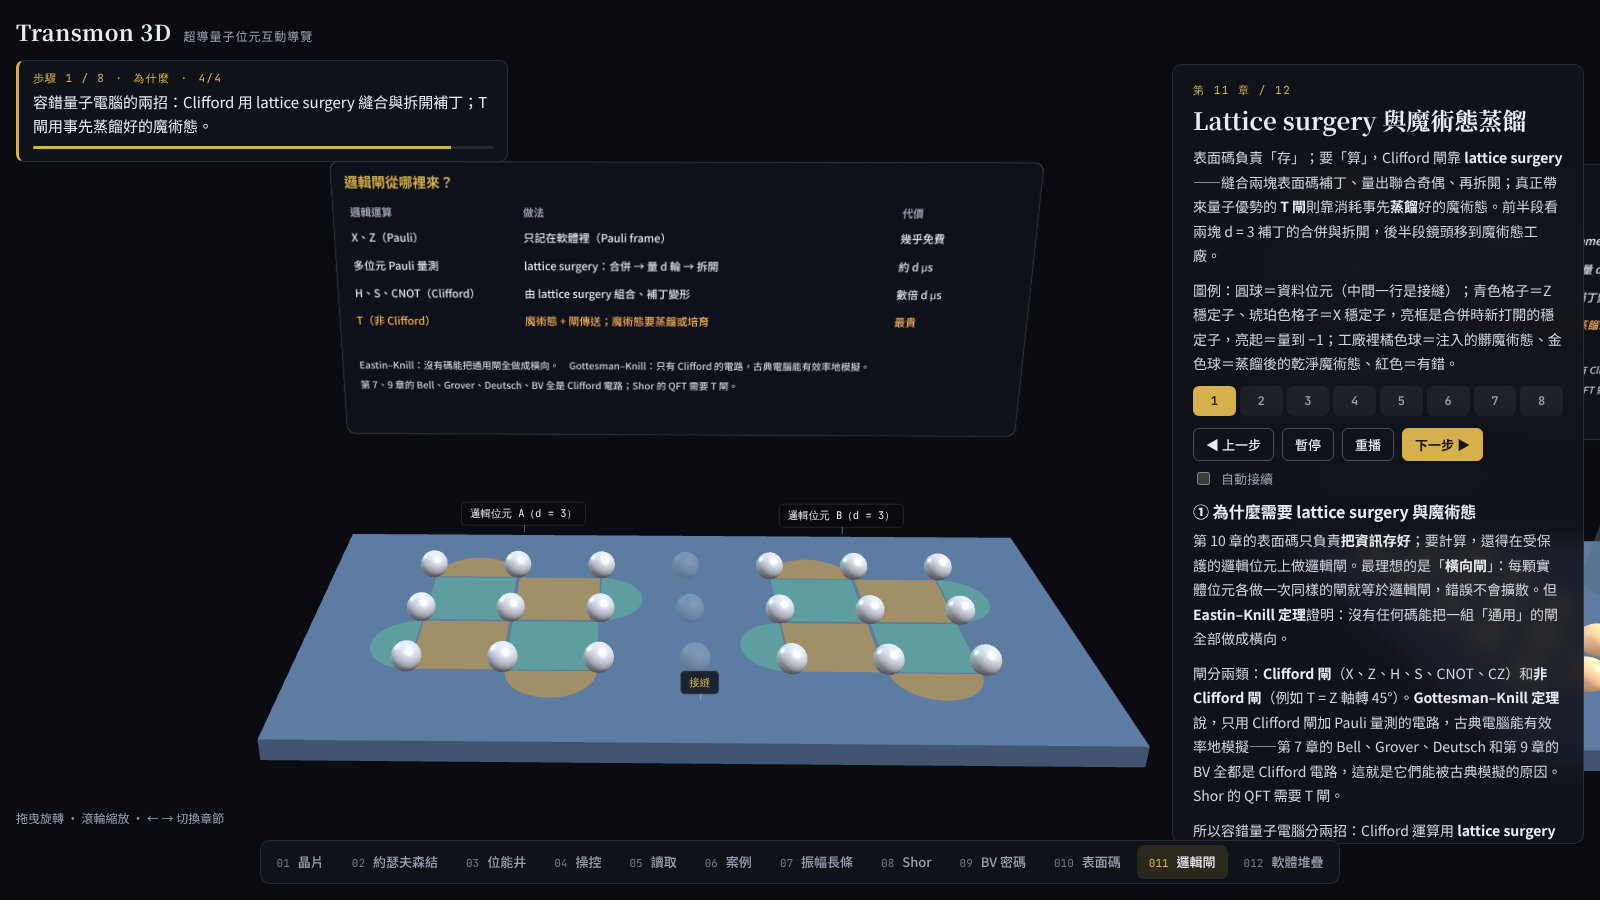 Transmon 3D 超導量子位元互動導覽
步驟 1 / 8 · 為什麼 · 4/4
容錯量子電腦的兩招：Clifford 用 lattice surgery 縫合與拆開補丁；T
閘用事先蒸餾好的魔術態。
邏輯閘從哪裡來？
邏輯運算 做法 代價
X、Z（Pauli） 只記在軟體裡（Pauli frame） 幾乎免費
多位元 Pauli 量測 lattice surgery：合併 → 量 d 輪 → 拆開 約 d μs
H、S、CNOT（Clifford） 由 lattice surgery 組合、補丁變形 數倍 d μs
T（非 Clifford） 魔術態 + 閘傳送；魔術態要蒸餾或培育 最貴
Eastin–Knill：沒有碼能把通用閘全做成橫向。 Gottesman–Knill：只有 Clifford 的電路，古典電腦能有效率地模擬。
第 7、9 章的 Bell、Grover、Deutsch、BV 全是 Clifford 電路；Shor 的 QFT 需要 T 閘。
邏輯位元 A（d = 3）
邏輯位元 B（d = 3）
接縫
第 11 章 / 12
Lattice surgery 與魔術態蒸餾
表面碼負責「存」；要「算」，Clifford 閘靠 lattice surgery
——縫合兩塊表面碼補丁、量出聯合奇偶、再拆開；真正帶
來量子優勢的 T 閘則靠消耗事先蒸餾好的魔術態。前半段看
兩塊 d = 3 補丁的合併與拆開，後半段鏡頭移到魔術態工
廠。
圖例：圓球＝資料位元（中間一行是接縫）；青色格子＝Z
穩定子、琥珀色格子＝X 穩定子，亮框是合併時新打開的穩
定子，亮起＝量到 −1；工廠裡橘色球＝注入的髒魔術態、金
色球＝蒸餾後的乾淨魔術態、紅色＝有錯。
1 2 3 4 5 6 7 8
◀ 上一步 暫停 重播 下一步 ▶
自動接續
① 為什麼需要 lattice surgery 與魔術態
第 10 章的表面碼只負責把資訊存好；要計算，還得在受保
護的邏輯位元上做邏輯閘。最理想的是「橫向閘」：每顆實
體位元各做一次同樣的閘就等於邏輯閘，錯誤不會擴散。但
Eastin–Knill 定理證明：沒有任何碼能把一組「通用」的閘
全部做成橫向。
閘分兩類：Clifford 閘（X、Z、H、S、CNOT、CZ）和非
Clifford 閘（例如 T = Z 軸轉 45°）。Gottesman–Knill 定理
說，只用 Clifford 閘加 Pauli 量測的電路，古典電腦能有效
率地模擬——第 7 章的 Bell、Grover、Deutsch 和第 9 章的
BV 全都是 Clifford 電路，這就是它們能被古典模擬的原因。
Shor 的 QFT 需要 T 閘。
所以容錯量子電腦分兩招：Clifford 運算用 lattice surgery
拖曳旋轉 · 滾輪縮放 · ← → 切換章節
01 晶片 02 約瑟夫森結 03 位能井 04 操控 05 讀取 06 案例 07 振幅長條 08 Shor 09 BV 密碼 010 表面碼 011 邏輯閘 012 軟體堆疊